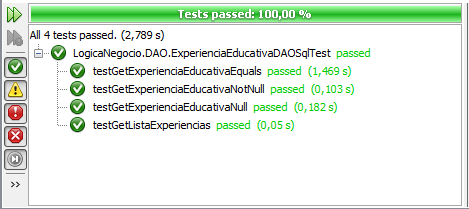 Tests passed: 100,00 %
All 4 tests passed. (2,789 s)
LogicaNegocio.DAO.ExperienciaEducativaDAOSqlTest passed
testGetExperienciaEducativaEquals passed (1,469 s)
testGetExperienciaEducativaNotNull passed (0,103 s)
testGetExperienciaEducativaNull passed (0,182 s)
testGetListaExperiencias passed (0,05 s)
>>